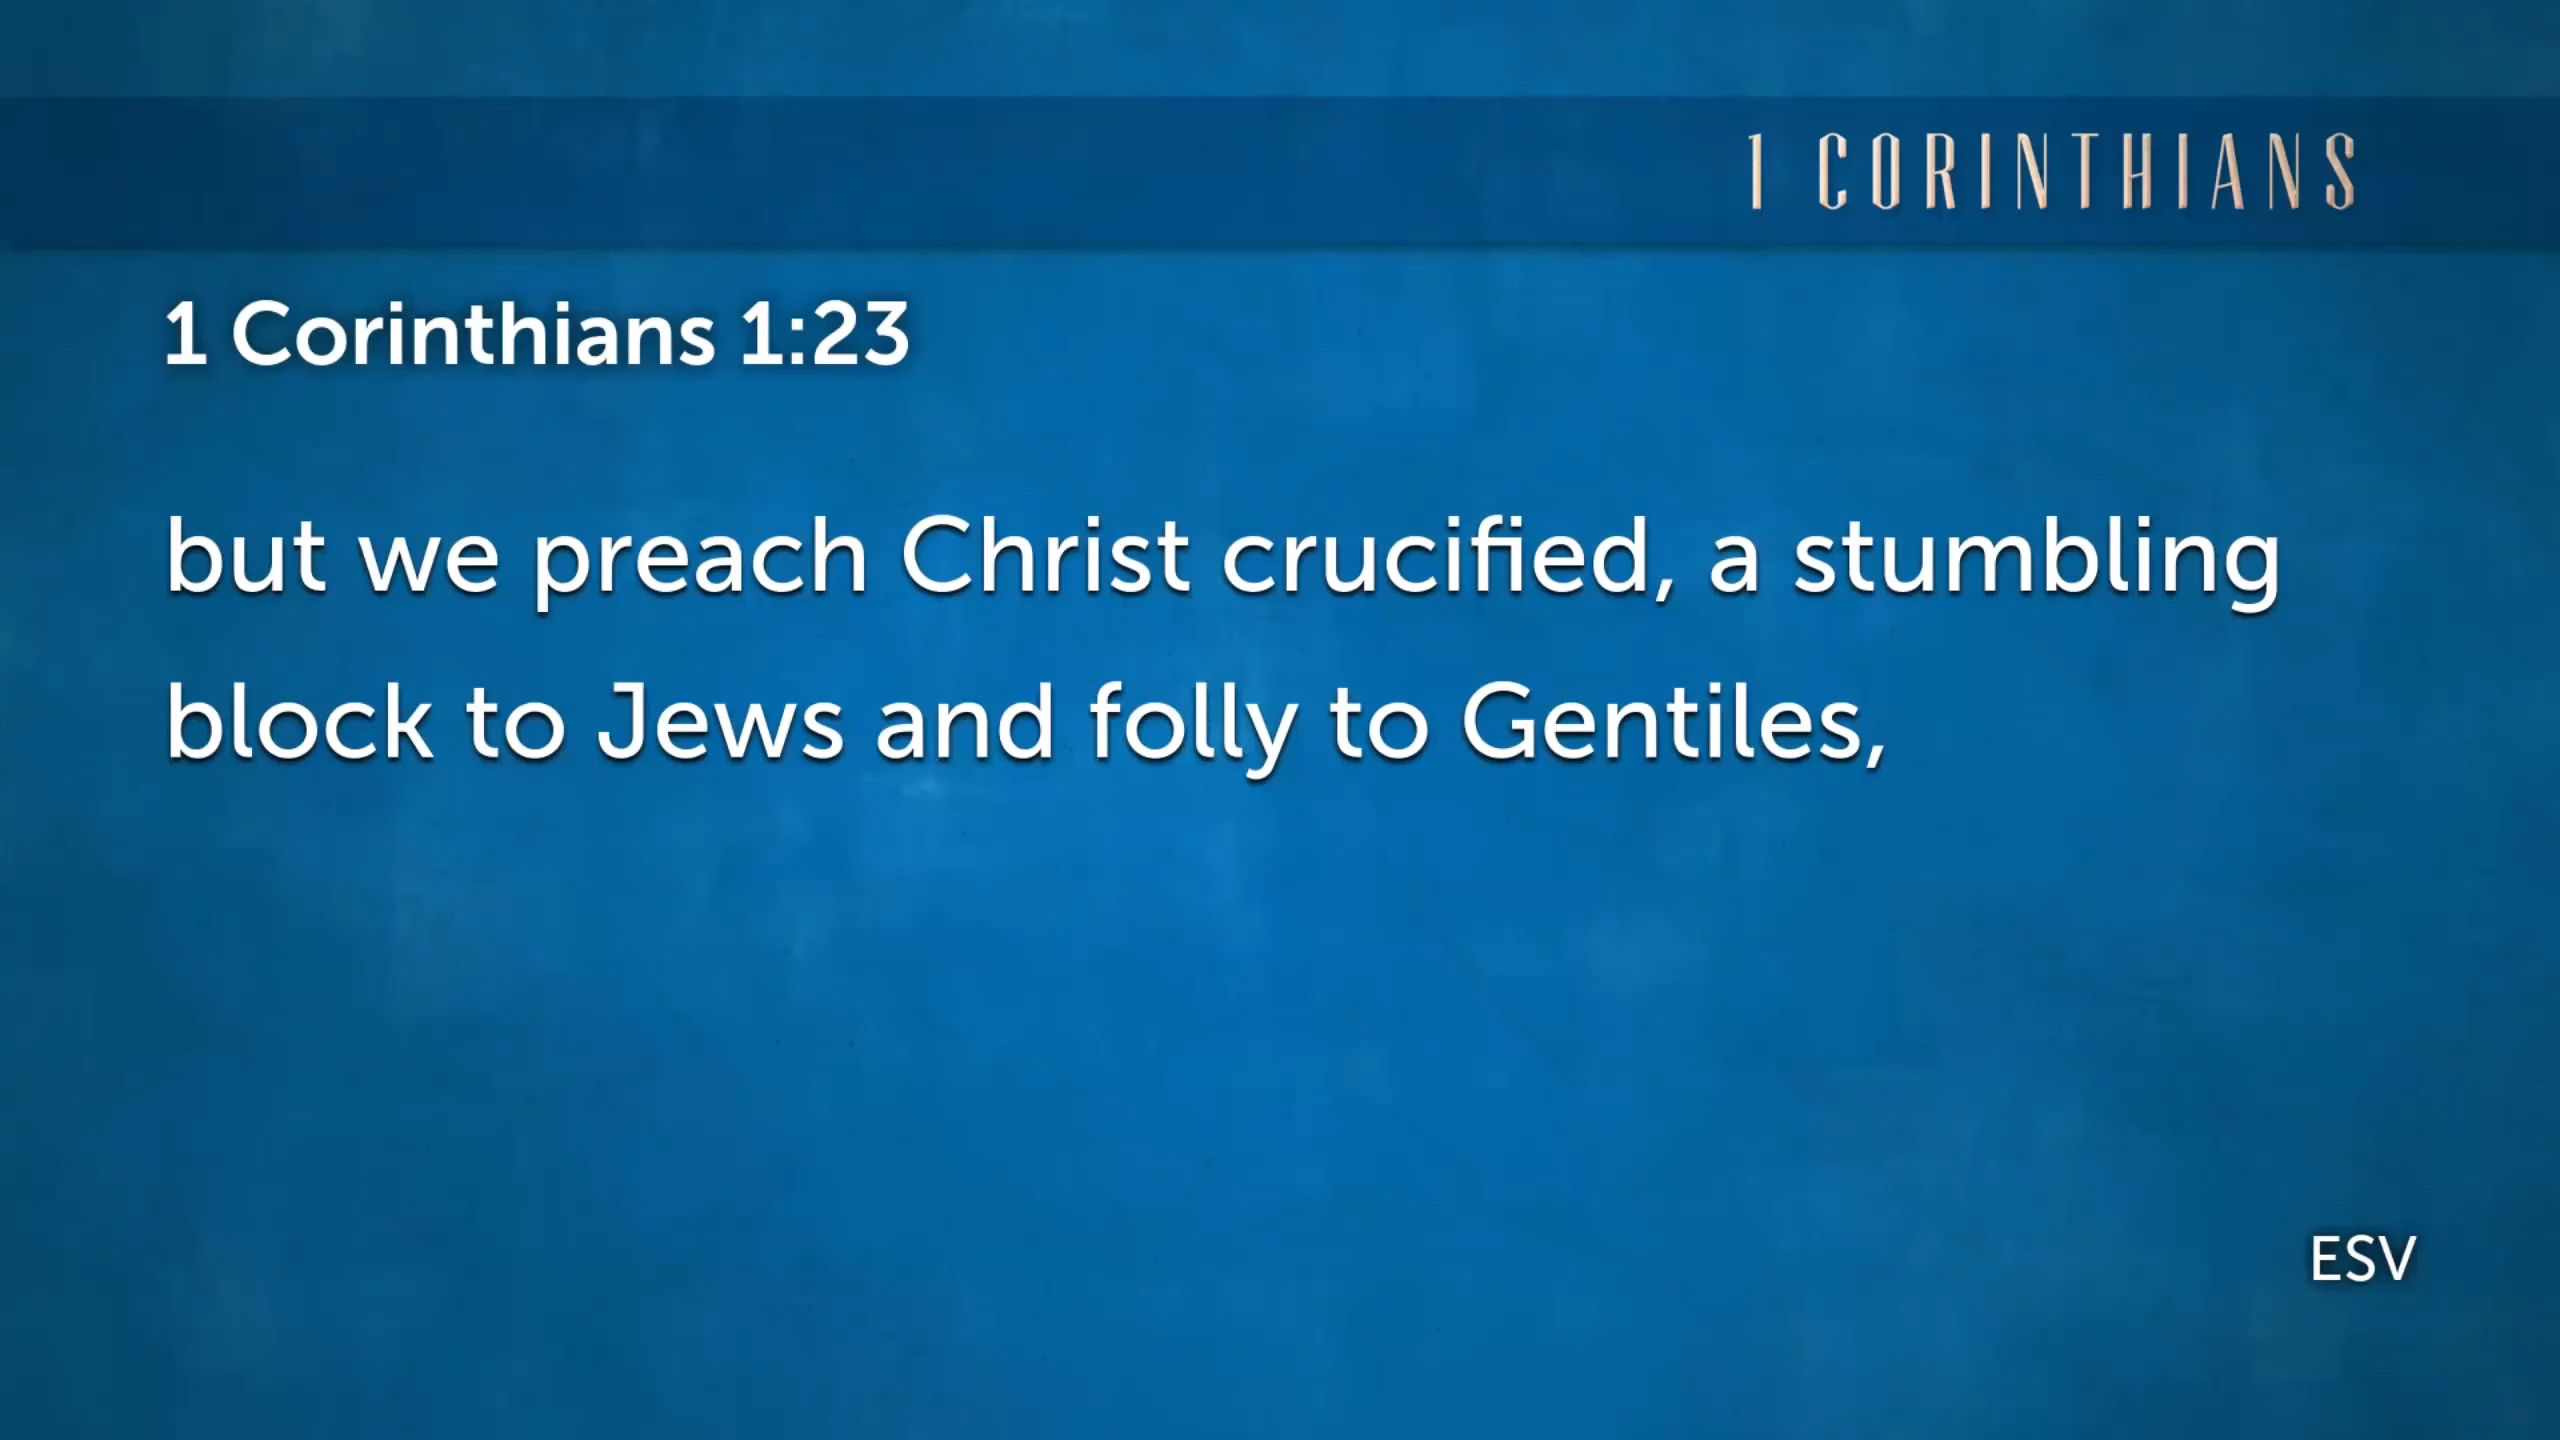 1 CORINTHIANS
1 Corinthians 1:23
but we preach Christ crucified, a stumbling
block to Jews and folly to Gentiles,
ESV